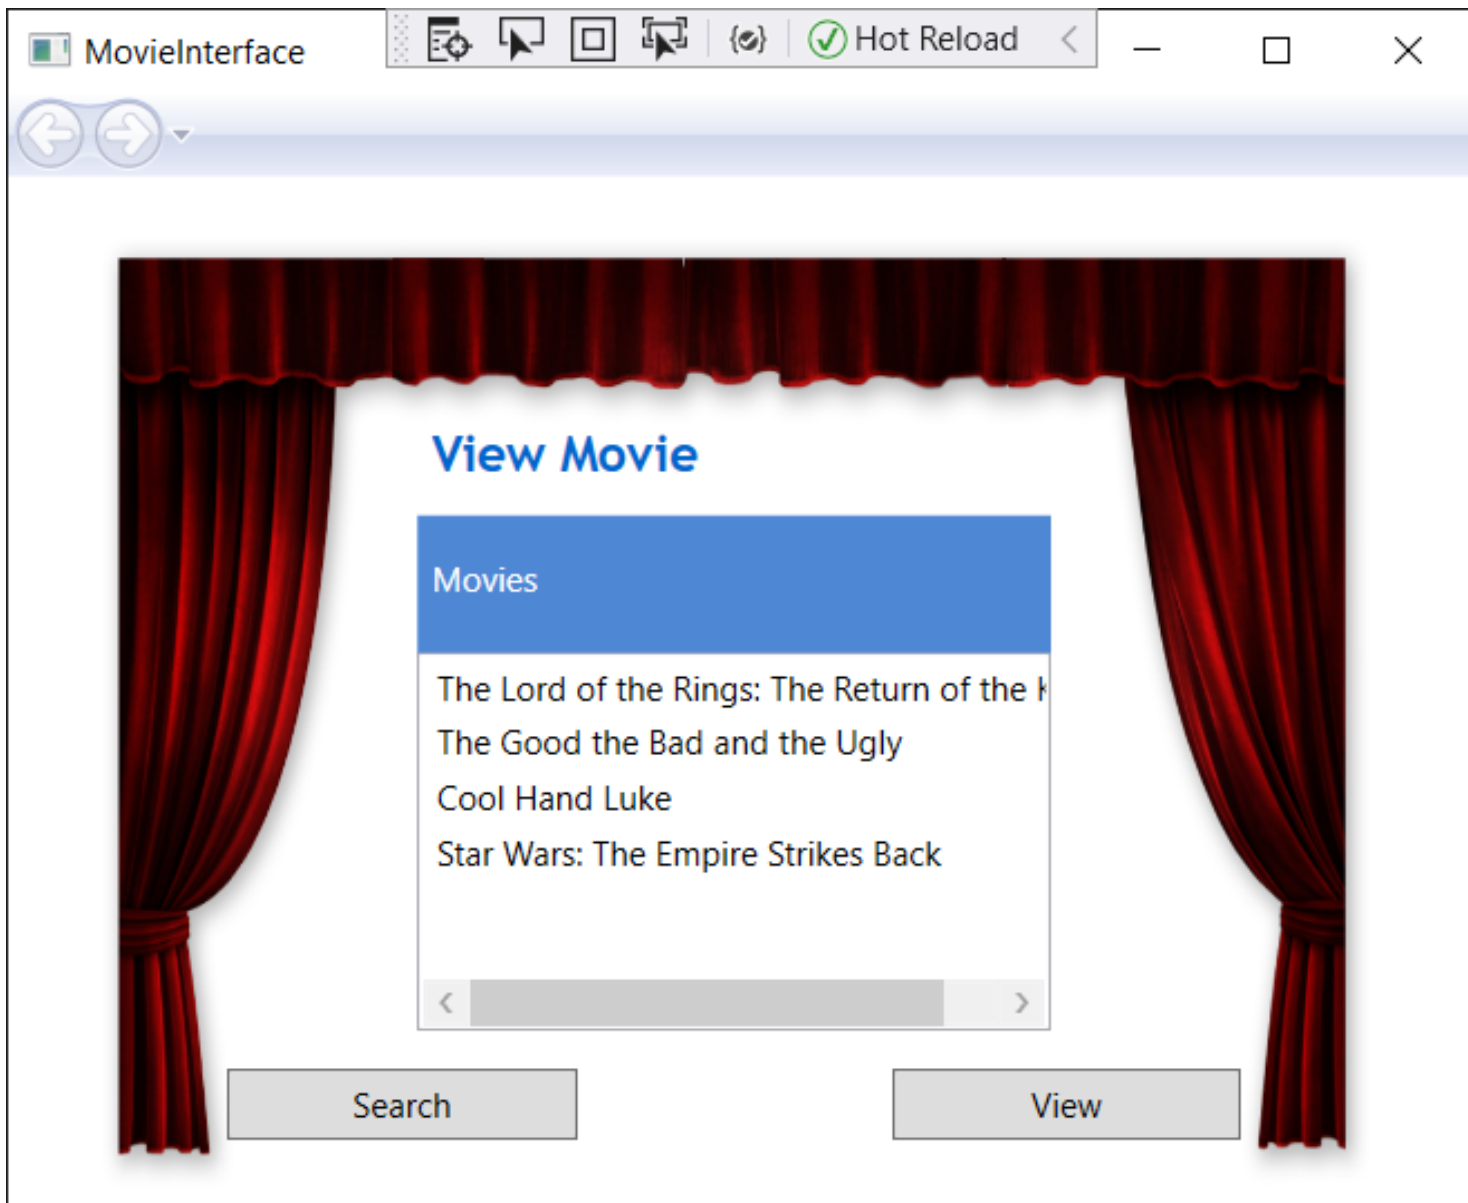 MovieInterface
Hot Reload
View Movie
Movies
The Lord of the Rings: The Return of the
The Good the Bad and the Ugly
Cool Hand Luke
Star Wars: The Empire Strikes Back
Search
View